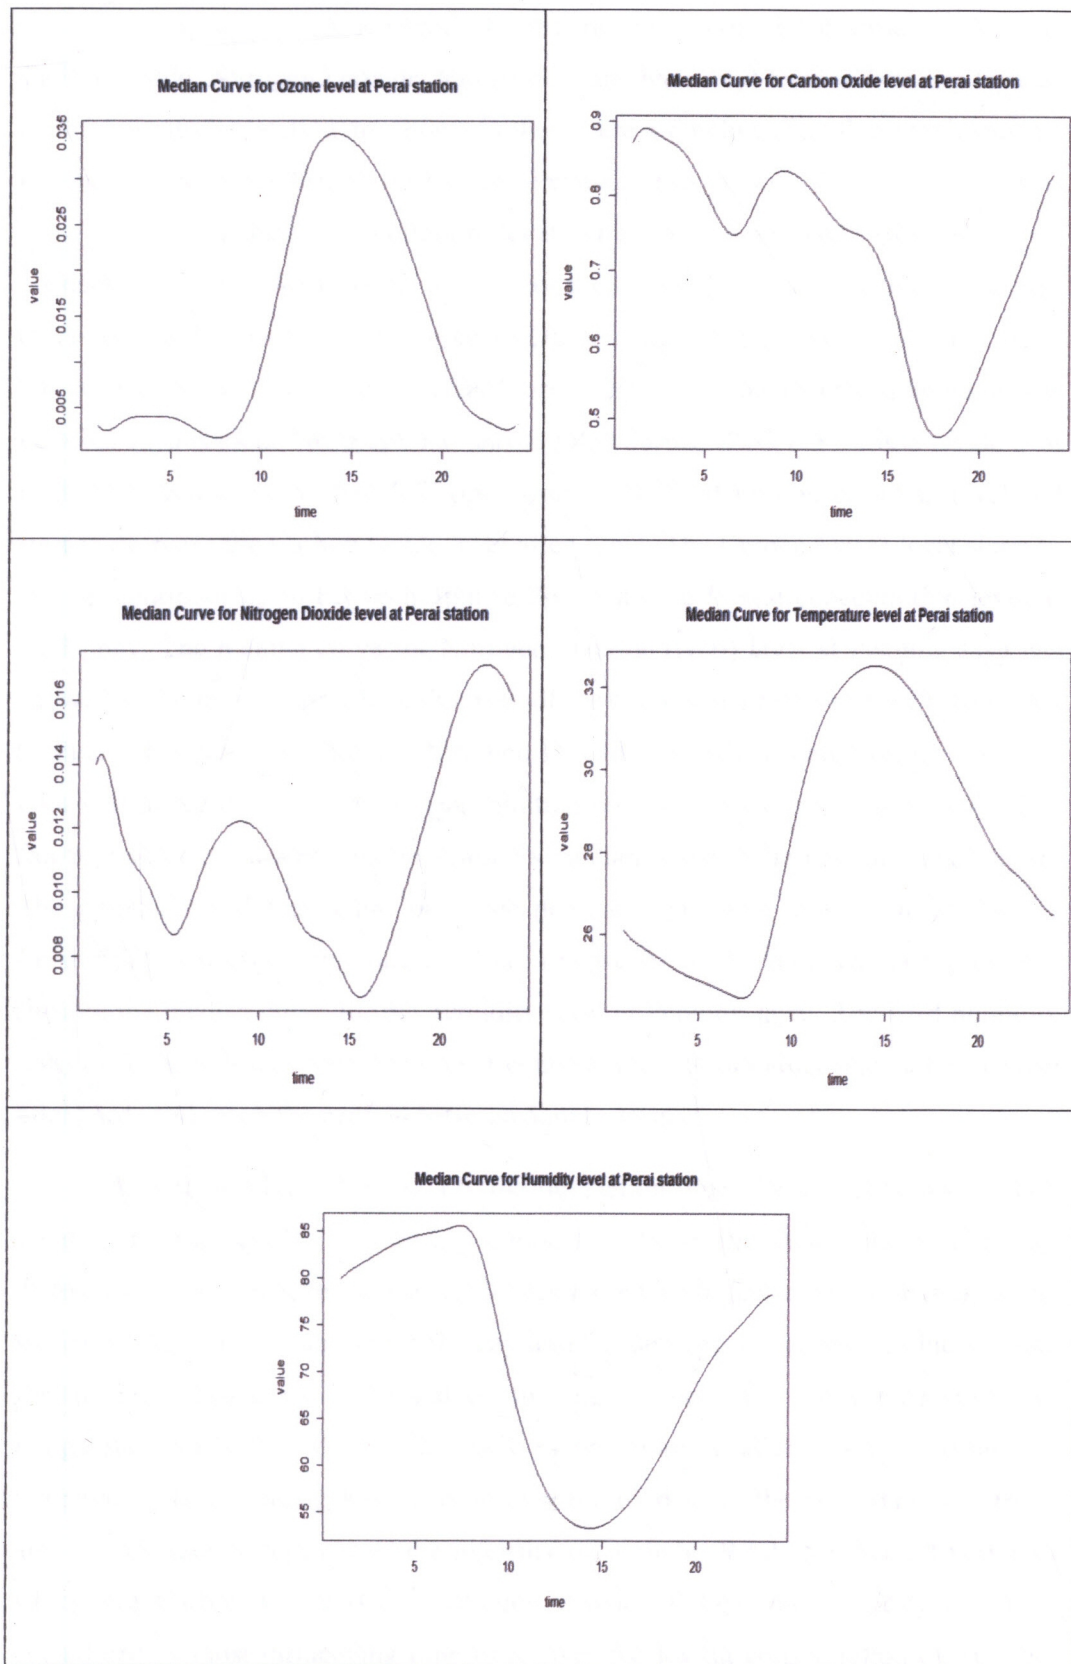 Median Curve for Ozone level at Perai station
value
0.035
0.025
0.015
0.005
5 10 15 20
time
Median Curve for Carbon Oxide level at Perai station
value
0.9
0.8
0.7
0.6
0.5
5 10 15 20
time
Median Curve for Nitrogen Dioxide level at Perai station
value
0.016
0.014
0.012
0.010
0.008
5 10 15 20
time
Median Curve for Temperature level at Perai station
value
32
30
28
26
5 10 15 20
time
Median Curve for Humidity level at Perai station
value
85
80
75
70
65
60
55
5 10 15 20
time